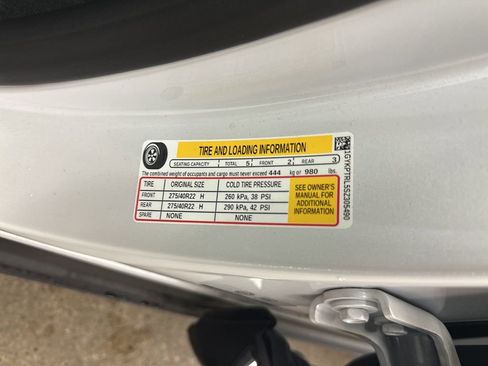 TIRE AND LOADING INFORMATION
SEATING CAPACITY TOTAL 5 FRONT 2 REAR 3
The combined weight of occupants and cargo must never exceed 444 kg or 980 lbs.
TIRE ORIGINAL SIZE COLD TIRE PRESSURE
FRONT 275/40R22 H 260 kPa, 38 PSI
REAR 275/40R22 H 290 kPa, 42 PSI
SPARE NONE NONE
SEE OWNER'S
MANUAL FOR
ADDITIONAL
INFORMATION
1GYKPTRL5SZ305490